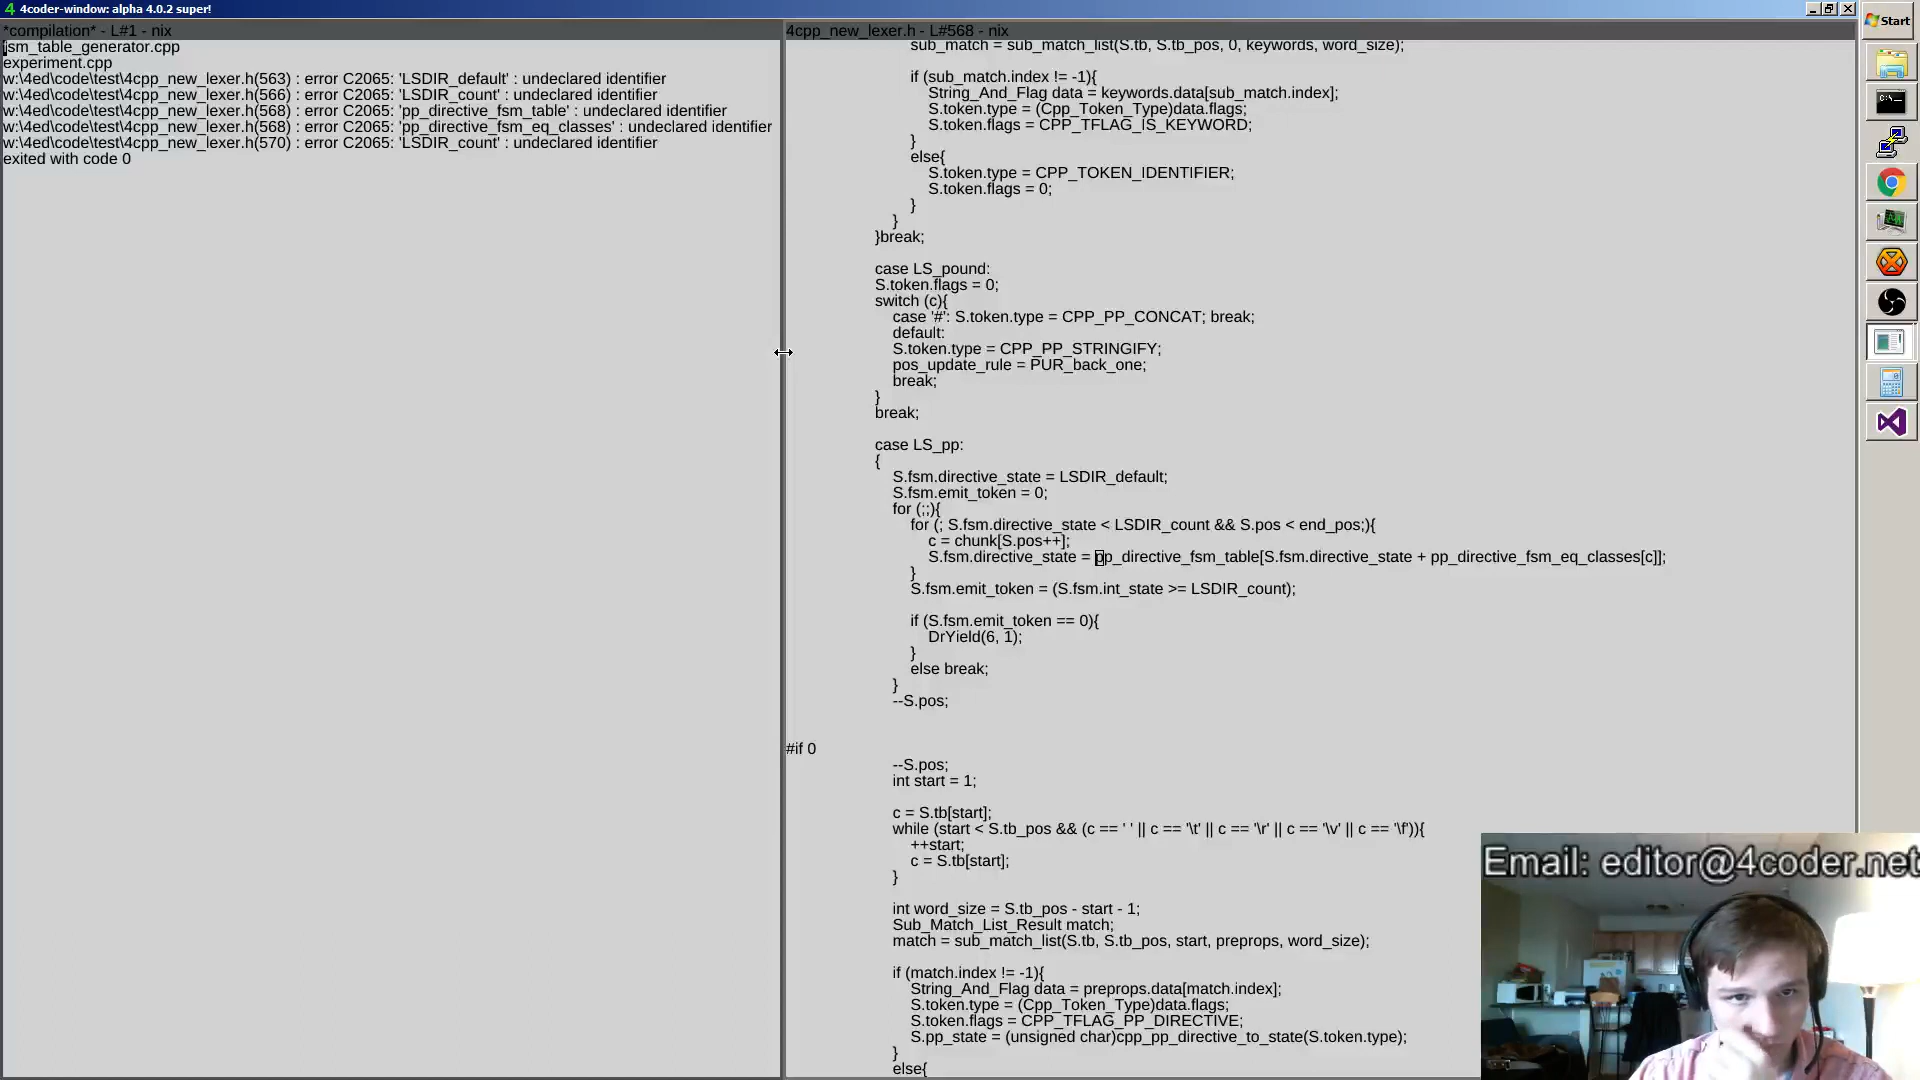 4coder-window: alpha 4.0.2 super!
*compilation* - L#1 - nix
fsm_table_generator.cpp
experiment.cpp
w:\4ed\code\test\4cpp_new_lexer.h(563) : error C2065: 'LSDIR_default' : undeclared identifier
w:\4ed\code\test\4cpp_new_lexer.h(566) : error C2065: 'LSDIR_count' : undeclared identifier
w:\4ed\code\test\4cpp_new_lexer.h(568) : error C2065: 'pp_directive_fsm_table' : undeclared identifier
w:\4ed\code\test\4cpp_new_lexer.h(568) : error C2065: 'pp_directive_fsm_eq_classes' : undeclared identifier
w:\4ed\code\test\4cpp_new_lexer.h(570) : error C2065: 'LSDIR_count' : undeclared identifier
exited with code 0
4cpp_new_lexer.h - L#568 - nix
sub_match = sub_match_list(S.tb, S.tb_pos, 0, keywords, word_size);
if (sub_match.index != -1){
String_And_Flag data = keywords.data[sub_match.index];
S.token.type = (Cpp_Token_Type)data.flags;
S.token.flags = CPP_TFLAG_IS_KEYWORD;
}
else{
S.token.type = CPP_TOKEN_IDENTIFIER;
S.token.flags = 0;
}
}
}break;
case LS_pound:
S.token.flags = 0;
switch (c){
case '#': S.token.type = CPP_PP_CONCAT; break;
default:
S.token.type = CPP_PP_STRINGIFY;
pos_update_rule = PUR_back_one;
break;
}
break;
case LS_pp:
{
S.fsm.directive_state = LSDIR_default;
S.fsm.emit_token = 0;
for (;;){
for (; S.fsm.directive_state < LSDIR_count && S.pos < end_pos;){
c = chunk[S.pos++];
S.fsm.directive_state = pp_directive_fsm_table[S.fsm.directive_state + pp_directive_fsm_eq_classes[c]];
}
S.fsm.emit_token = (S.fsm.int_state >= LSDIR_count);
if (S.fsm.emit_token == 0){
DrYield(6, 1);
}
else break;
}
--S.pos;
#if 0
--S.pos;
int start = 1;
c = S.tb[start];
while (start < S.tb_pos && (c == ' ' || c == '\t' || c == '\r' || c == '\v' || c == '\f')){
++start;
c = S.tb[start];
}
int word_size = S.tb_pos - start - 1;
Sub_Match_List_Result match;
match = sub_match_list(S.tb, S.tb_pos, start, preprops, word_size);
if (match.index != -1){
String_And_Flag data = preprops.data[match.index];
S.token.type = (Cpp_Token_Type)data.flags;
S.token.flags = CPP_TFLAG_PP_DIRECTIVE;
S.pp_state = (unsigned char)cpp_pp_directive_to_state(S.token.type);
}
else{
Start
Email: editor@4coder.net